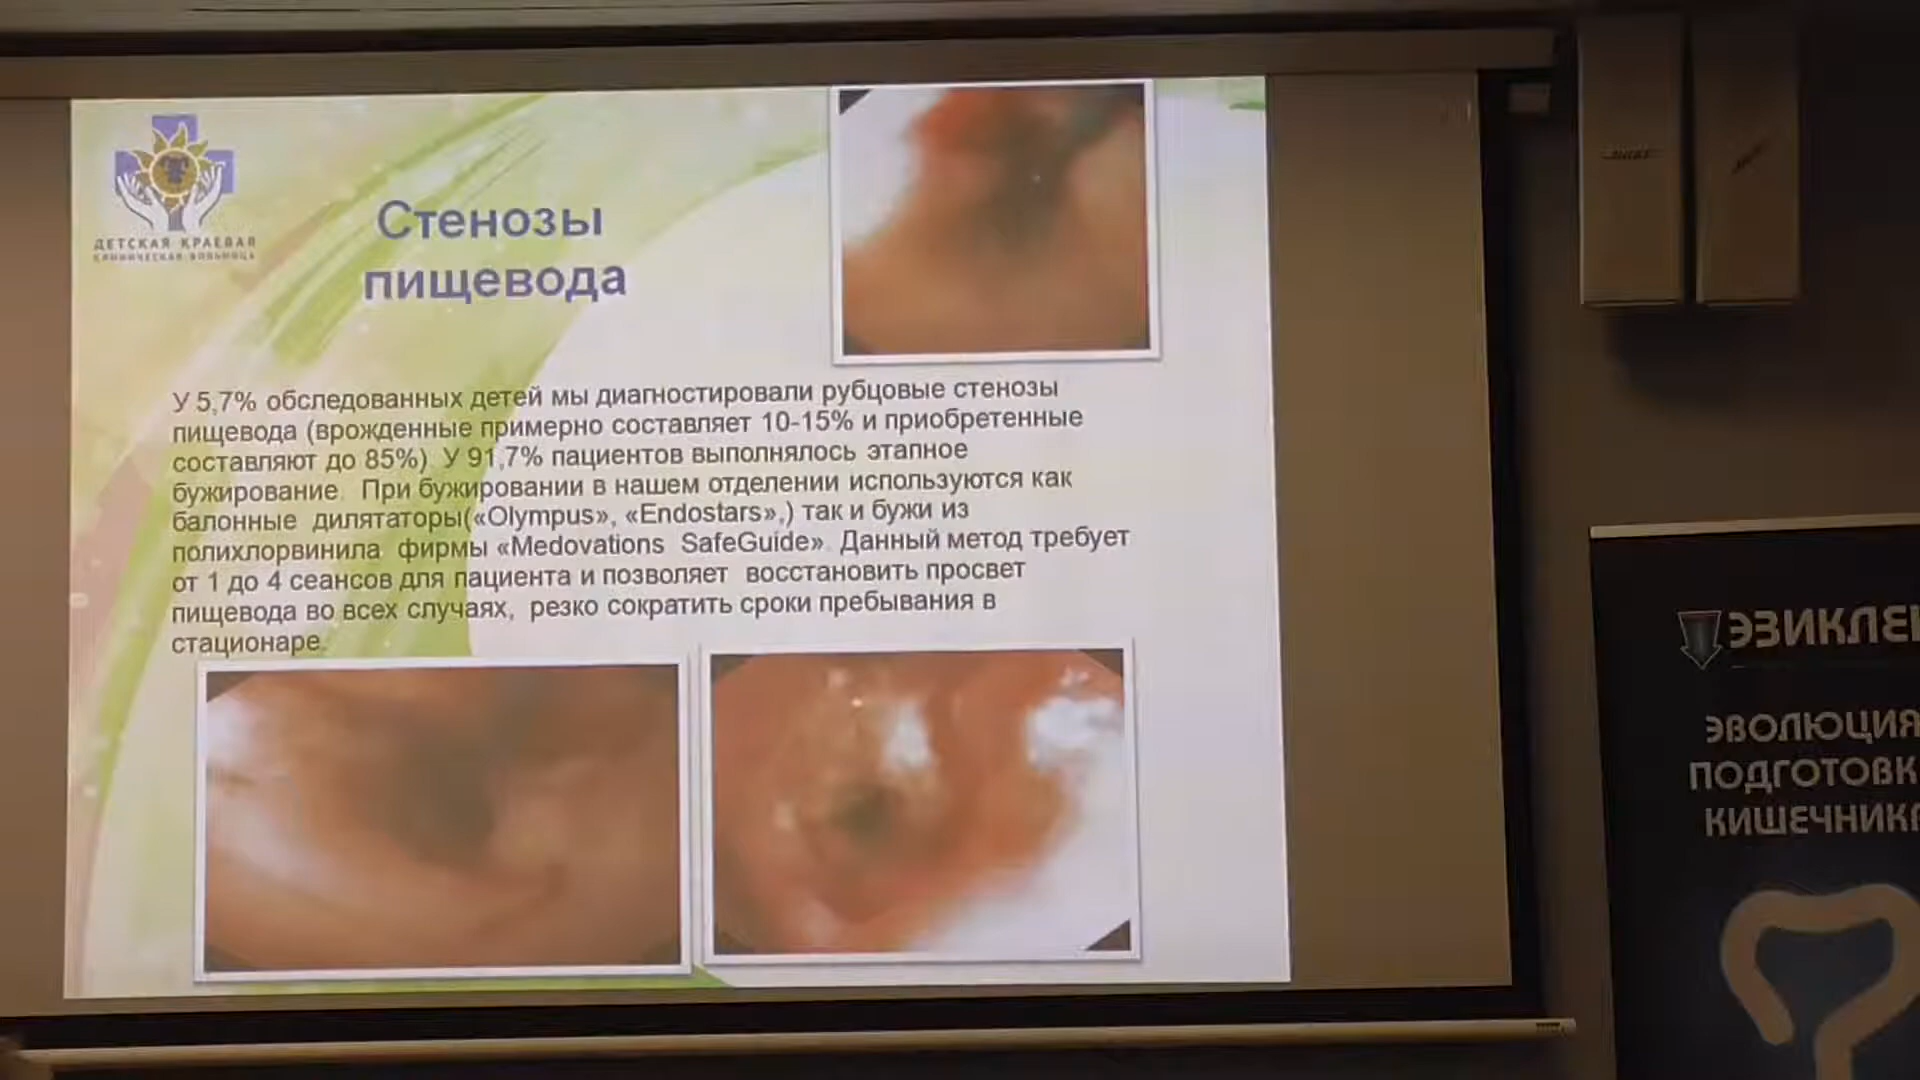 ДЕТСКАЯ КРАЕВАЯ
КЛИНИЧЕСКАЯ БОЛЬНИЦА
Стенозы
пищевода
У 5,7% обследованных детей мы диагностировали рубцовые стенозы
пищевода (врожденные примерно составляет 10-15% и приобретенные
составляют до 85%). У 91,7% пациентов выполнялось этапное
бужирование. При бужировании в нашем отделении используются как
балонные дилятаторы(«Olympus», «Endostars»,) так и бужи из
полихлорвинила фирмы «Medovations SafeGuide». Данный метод требует
от 1 до 4 сеансов для пациента и позволяет восстановить просвет
пищевода во всех случаях, резко сократить сроки пребывания в
стационаре.
ЭЗИКЛЕ
ЭВОЛЮЦИЯ
ПОДГОТОВК
КИШЕЧНИКА